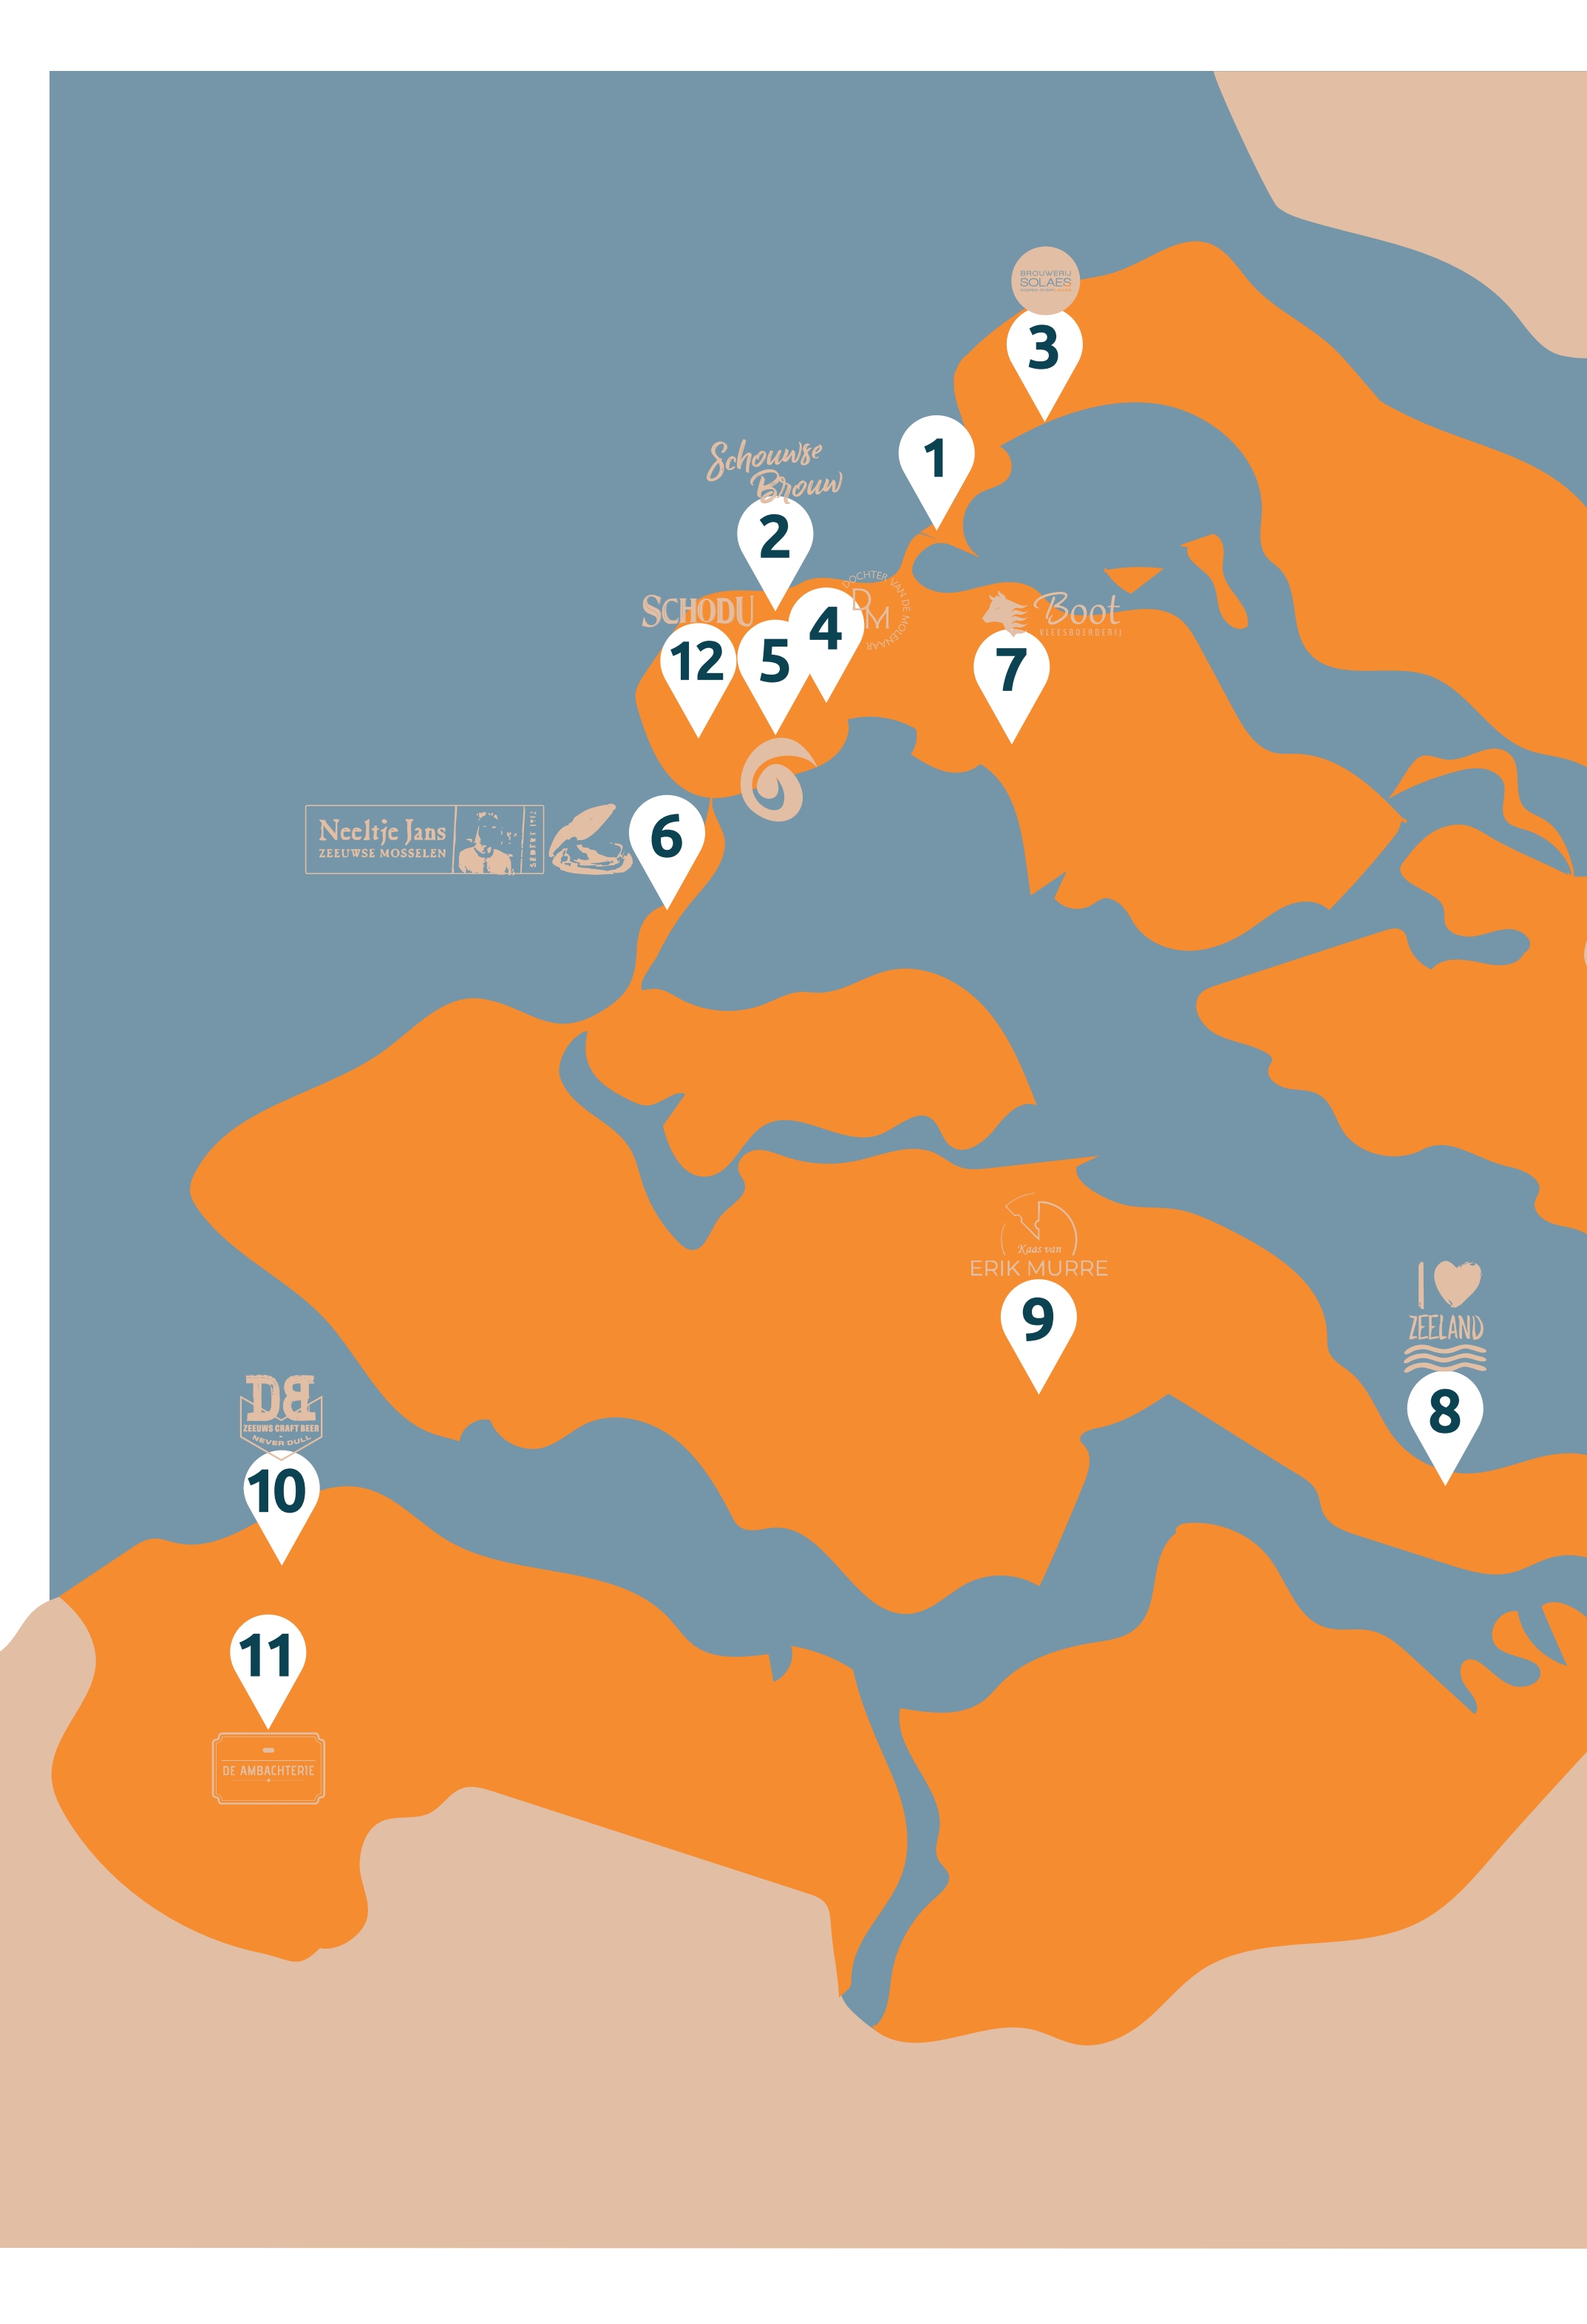 BROUWERIJ
SOLAES
3
1
Schouwse
Brouw
2
SCHODU
DOCHTER VAN DE MOLENAAR
DM
4
12
5
Boot
VLEESBOERDERIJ
7
Neeltje Jans
ZEEUWSE MOSSELEN
SEDERT 1972
6
Kaas van
ERIK MURRE
9
I
ZEELAND
8
DB
ZEEUWS CRAFT BEER
NEVER DULL
10
11
DE AMBACHTERIE